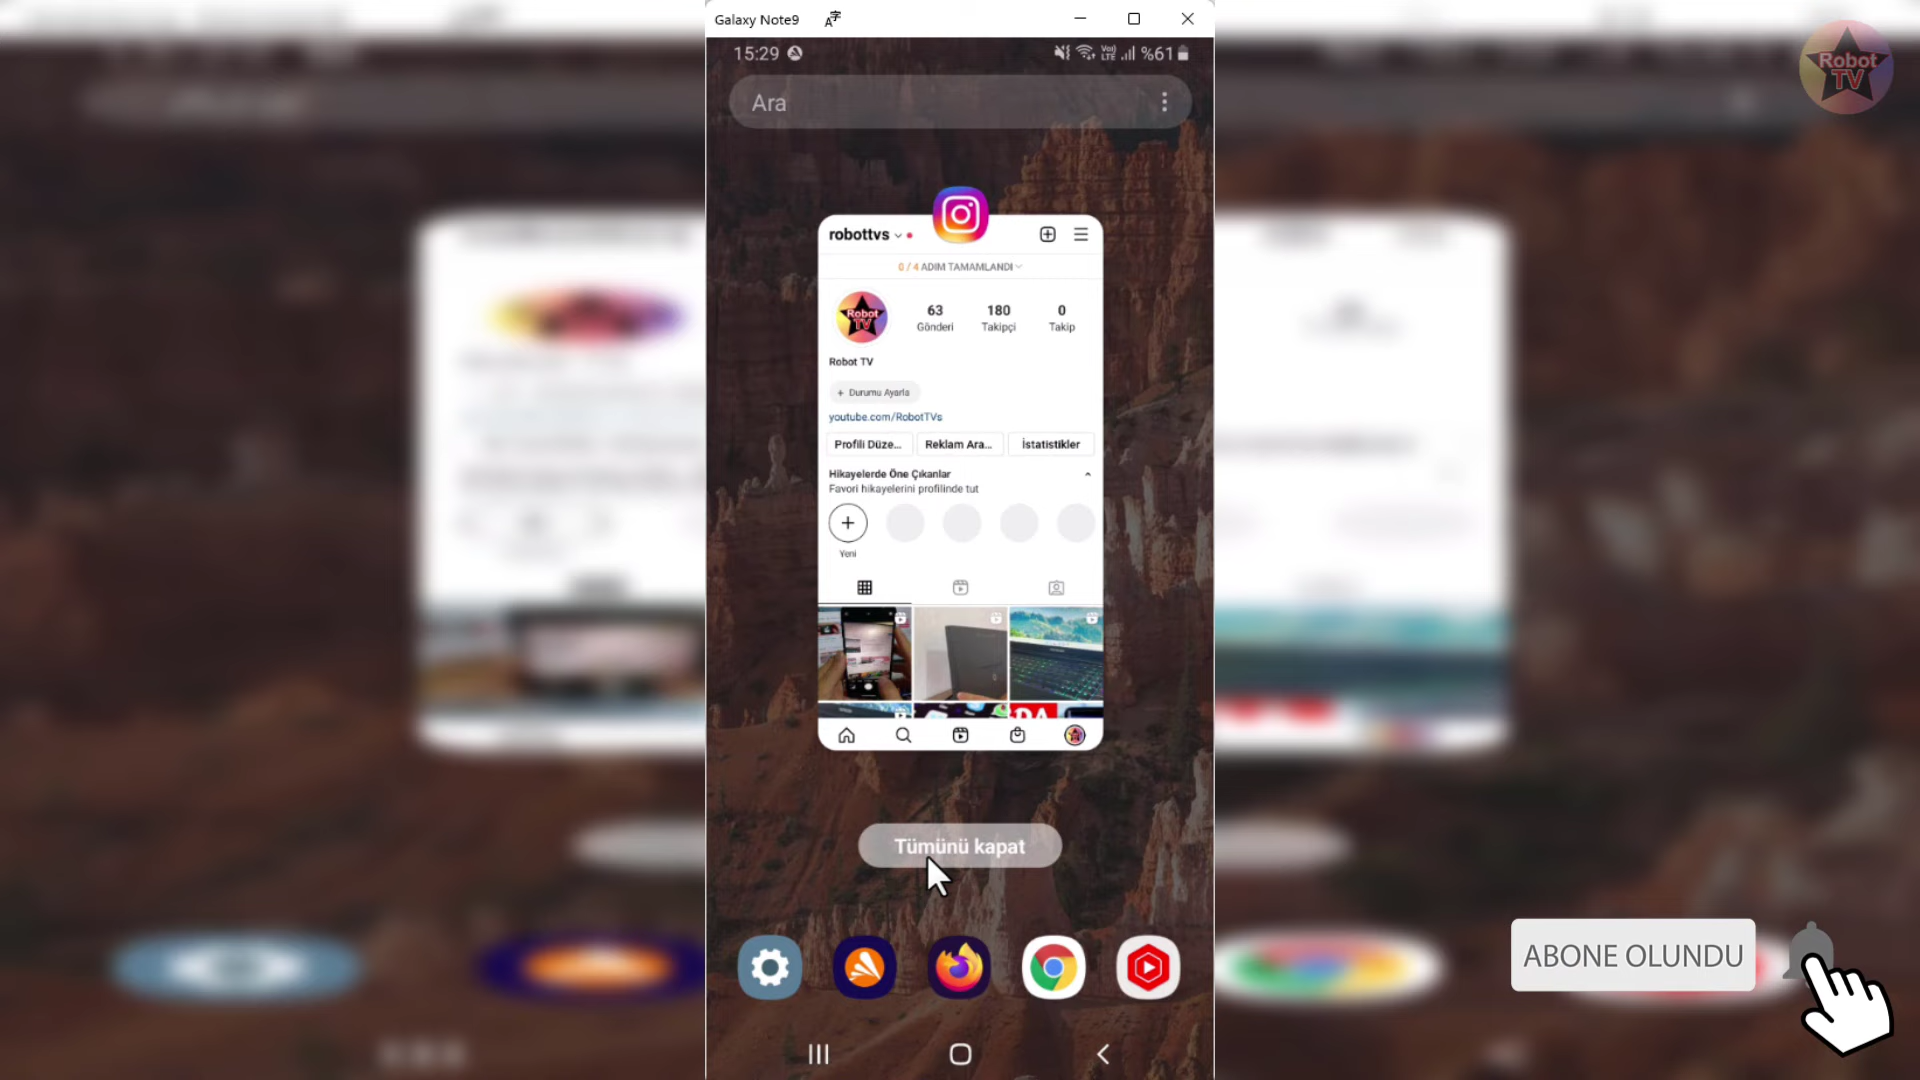 Galaxy Note9
15:29
%61
Ara
robottvs
0 / 4 ADIM TAMAMLANDI
Robot
TV
63
180
0
Gönderi
Takipçi
Takip
Robot TV
+ Durumu Ayarla
youtube.com/RobotTVs
Profili Düze...
Reklam Ara...
İstatistikler
Hikayelerde Öne Çıkanlar
Favori hikayelerini profilinde tut
Yeni
Tümünü kapat
Robot
TV
ABONE OLUNDU